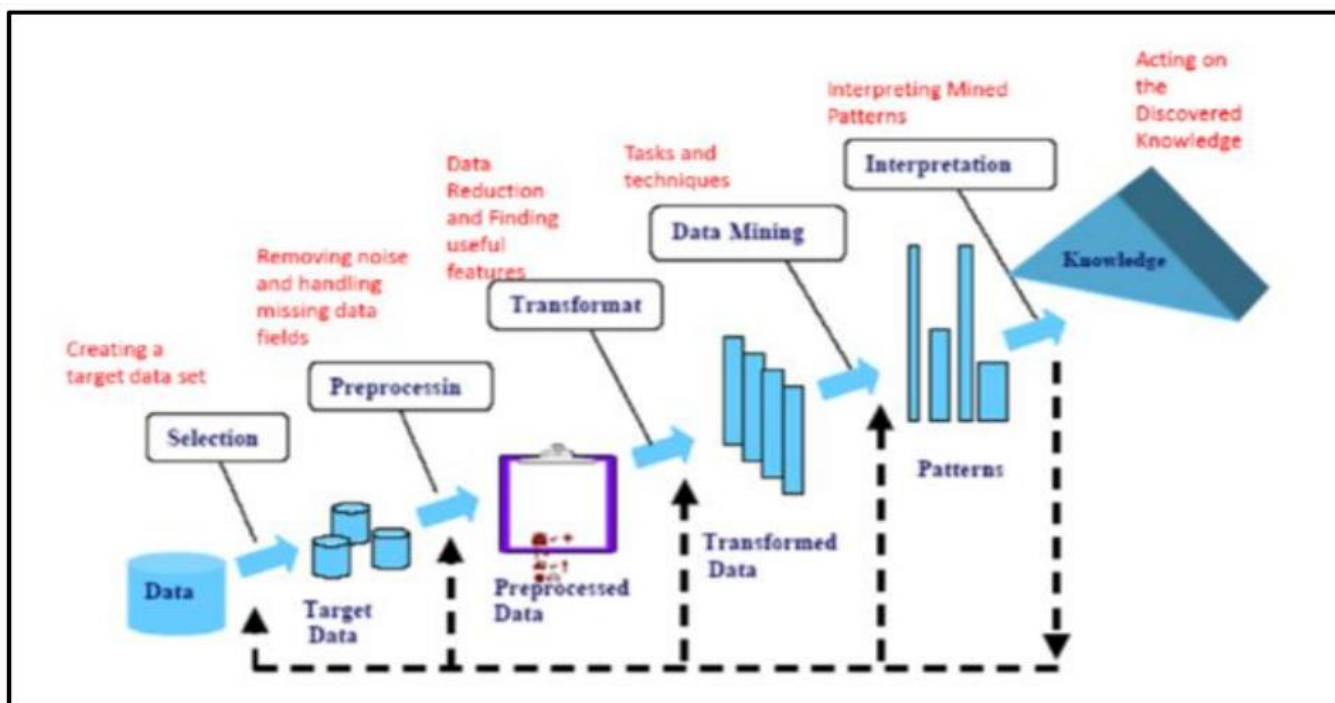 Acting on
the
Discovered
Knowledge
Interpreting Mined
Patterns
Interpretation
Tasks and
techniques
Data Mining
Data
Reduction
and Finding
useful
features
Transformat
Removing noise
and handling
missing data
fields
Preprocessin
Creating a
target data set
Selection
Data
Target
Data
Preprocessed
Data
Transformed
Data
Patterns
Knowledge